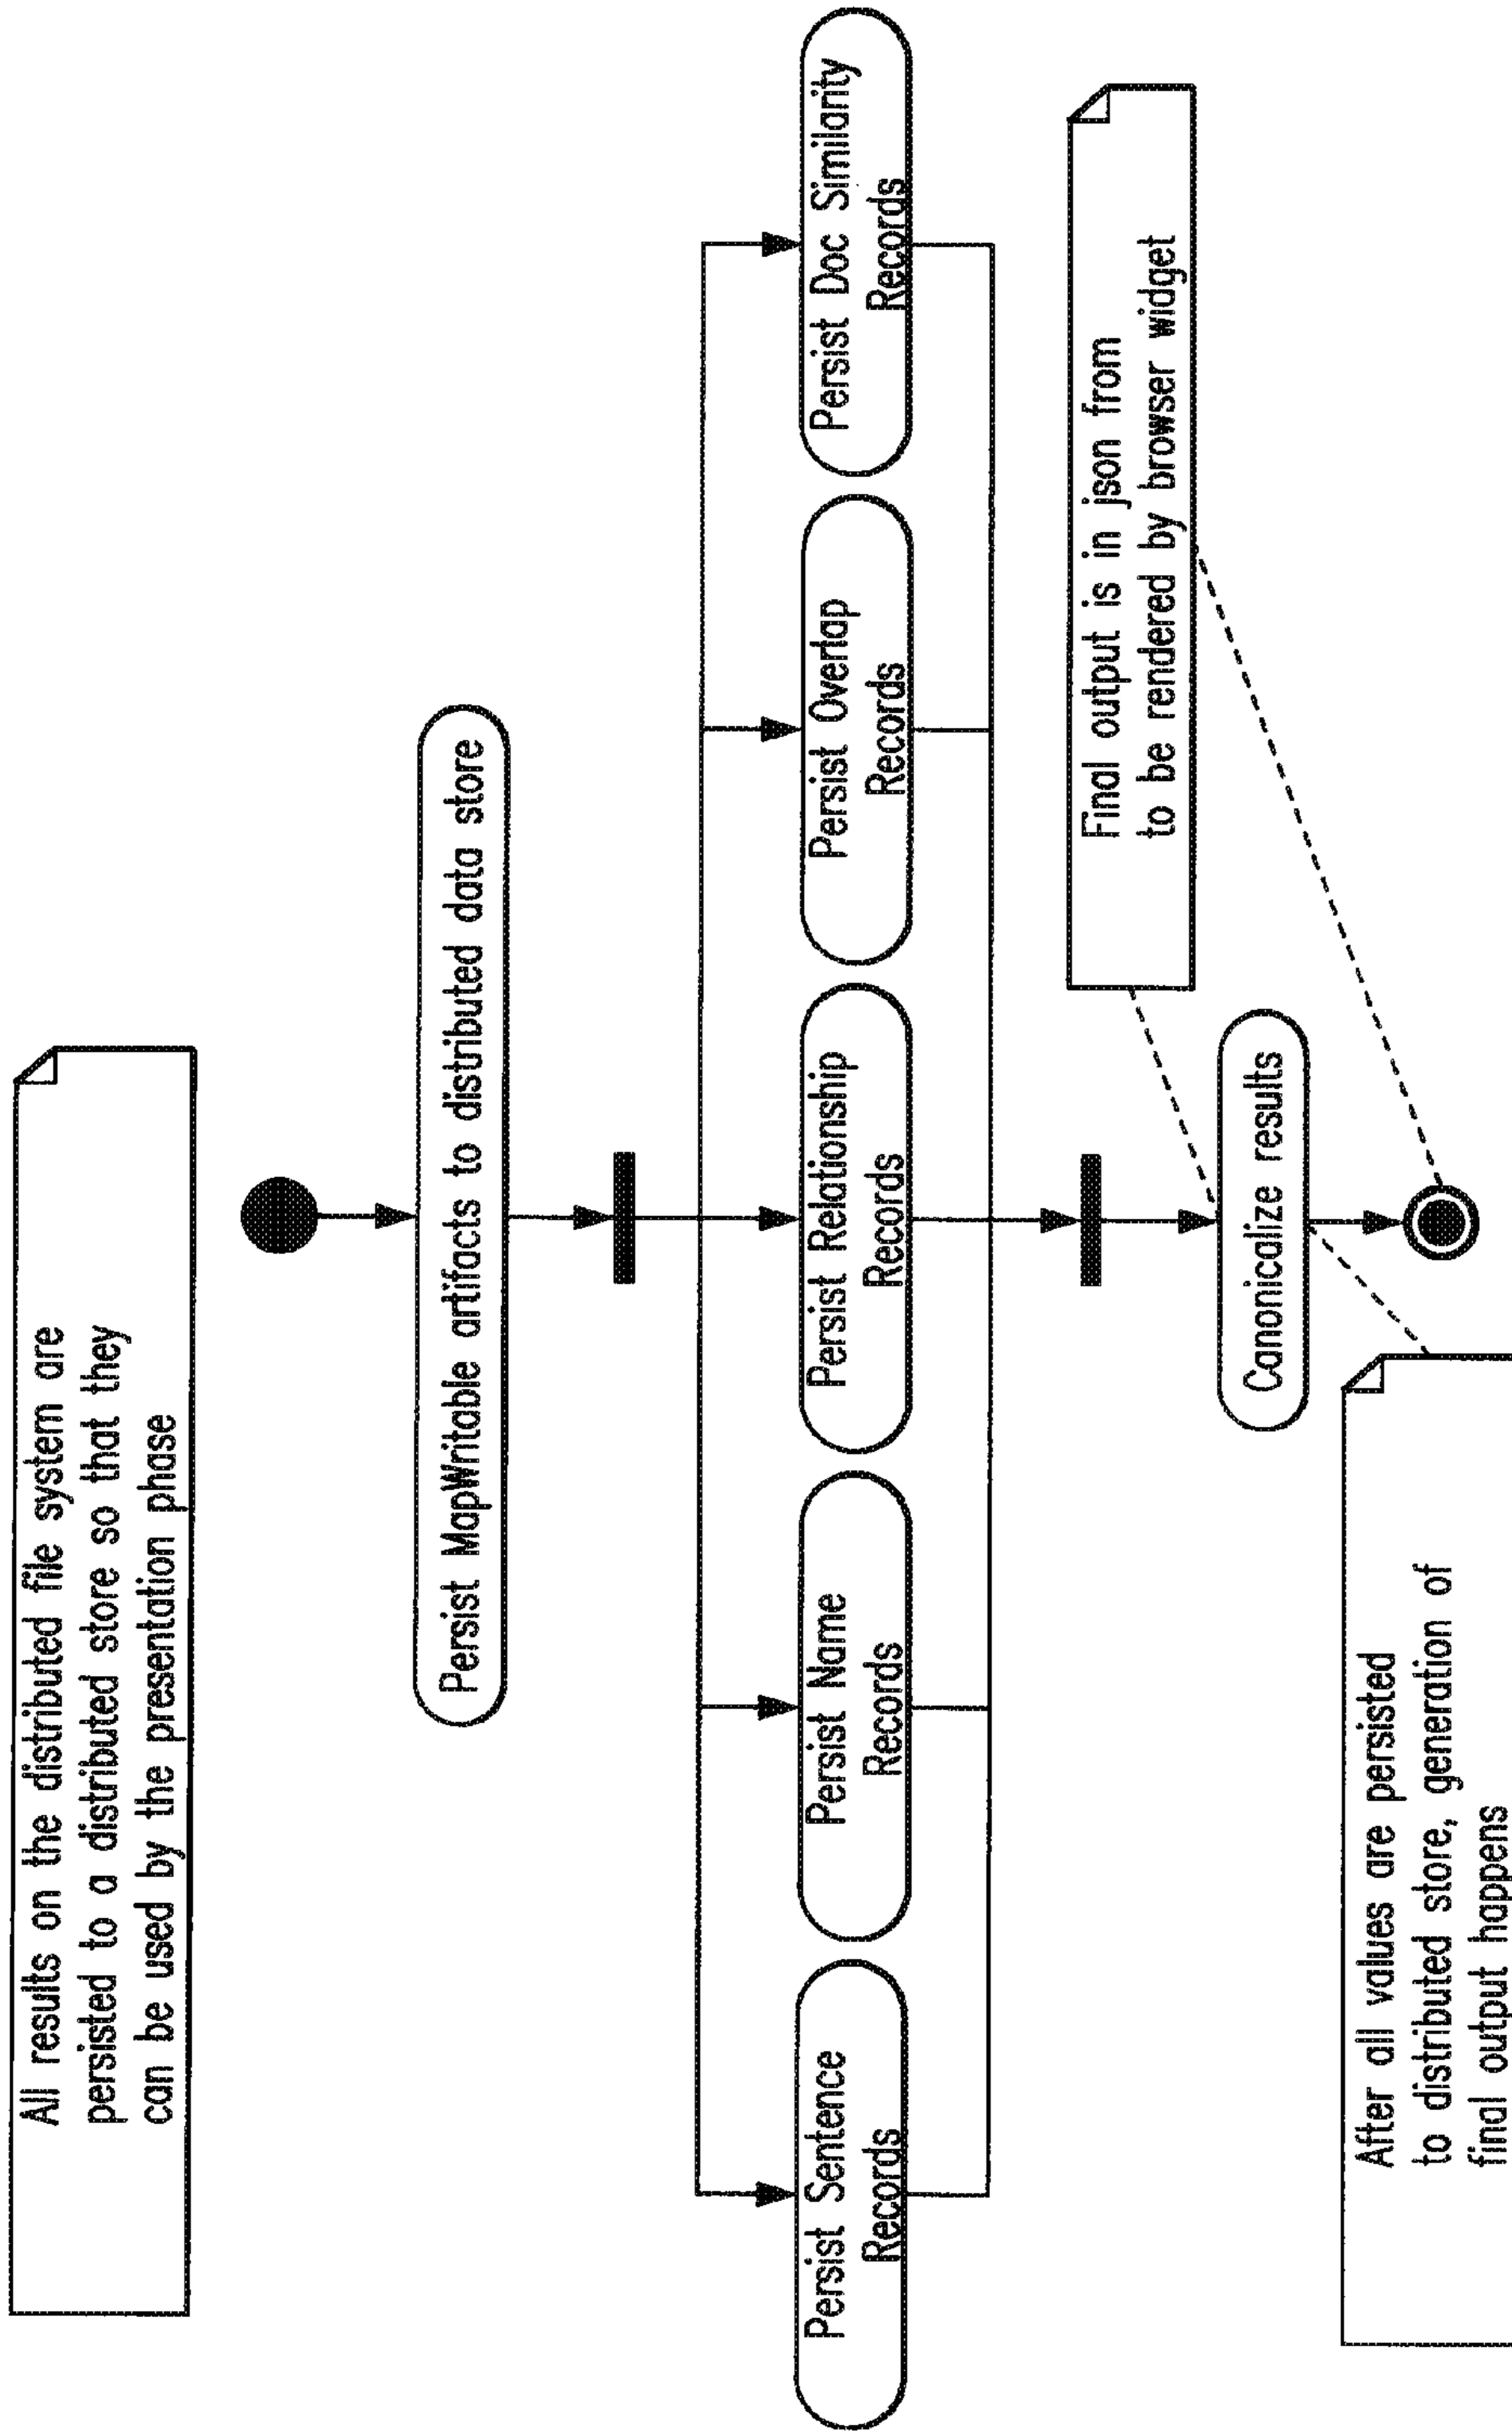 All results on the distributed file system are
persisted to a distributed store so that they
can be used by the presentation phase
Persist MapWritable artifacts to distributed data store
Persist Sentence
Records
Persist Name
Records
Persist Relationship
Records
Persist Overlap
Records
Persist Doc Similarity
Records
Final output is in json from
to be rendered by browser widget
Canonicalize results
After all values are persisted
to distributed store, generation of
final output happens